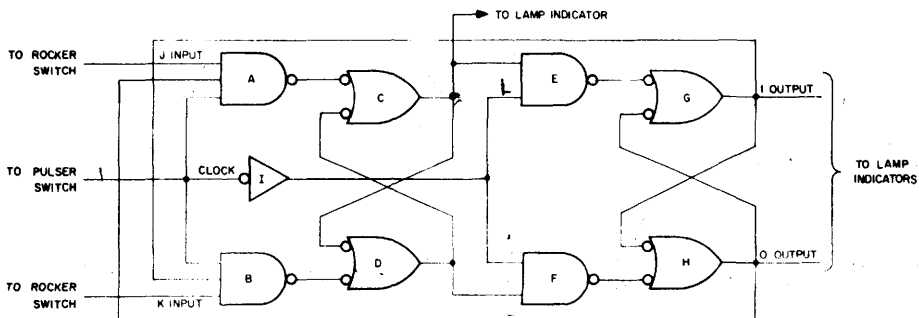 TO LAMP INDICATOR
TO ROCKER
SWITCH
J INPUT
A
C
E
G
1 OUTPUT
L
TO PULSER
SWITCH
CLOCK
I
TO LAMP
INDICATORS
B
D
F
H
0 OUTPUT
TO ROCKER
SWITCH
K INPUT